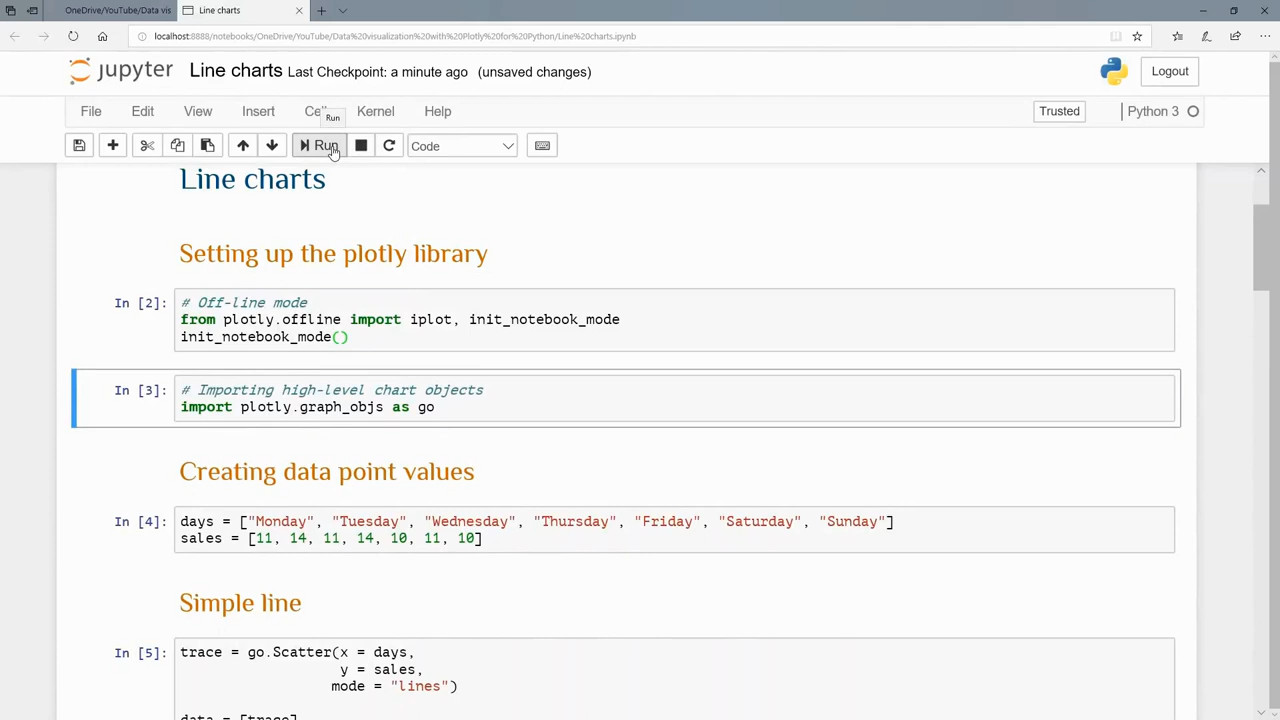 OneDrive/YouTube/Data vis
Line charts
localhost:8888/notebooks/OneDrive/YouTube/Data%20visualization%20with%20Plotly%20for%20Python/Line%20charts.ipynb
jupyter Line charts Last Checkpoint: a minute ago (unsaved changes)
Logout
File Edit View Insert Kernel Help
Run
Trusted
Python 3
Run
Code
Line charts
Setting up the plotly library
In [2]:
# Off-line mode
from plotly.offline import iplot, init_notebook_mode
init_notebook_mode()
In [3]:
# Importing high-level chart objects
import plotly.graph_objs as go
Creating data point values
In [4]:
days = ["Monday", "Tuesday", "Wednesday", "Thursday", "Friday", "Saturday", "Sunday"]
sales = [11, 14, 11, 14, 10, 11, 10]
Simple line
In [5]:
trace = go.Scatter(x = days,
y = sales,
mode = "lines")
data = [trace]